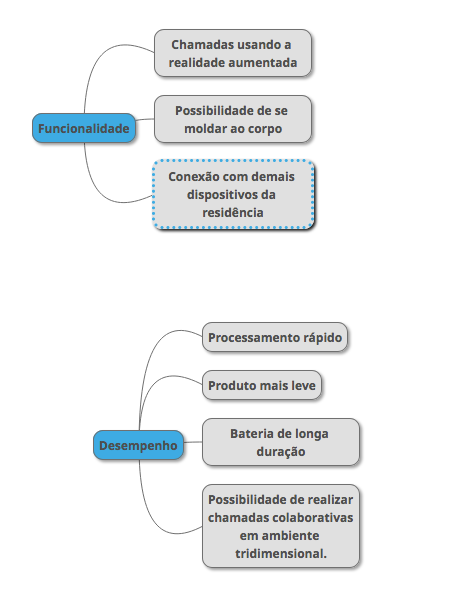 Chamadas usando a
realidade aumentada
Funcionalidade
Possibilidade de se
moldar ao corpo
Conexão com demais
dispositivos da
residência
Processamento rápido
Produto mais leve
Desempenho
Bateria de longa
duração
Possibilidade de realizar
chamadas colaborativas
em ambiente
tridimensional.